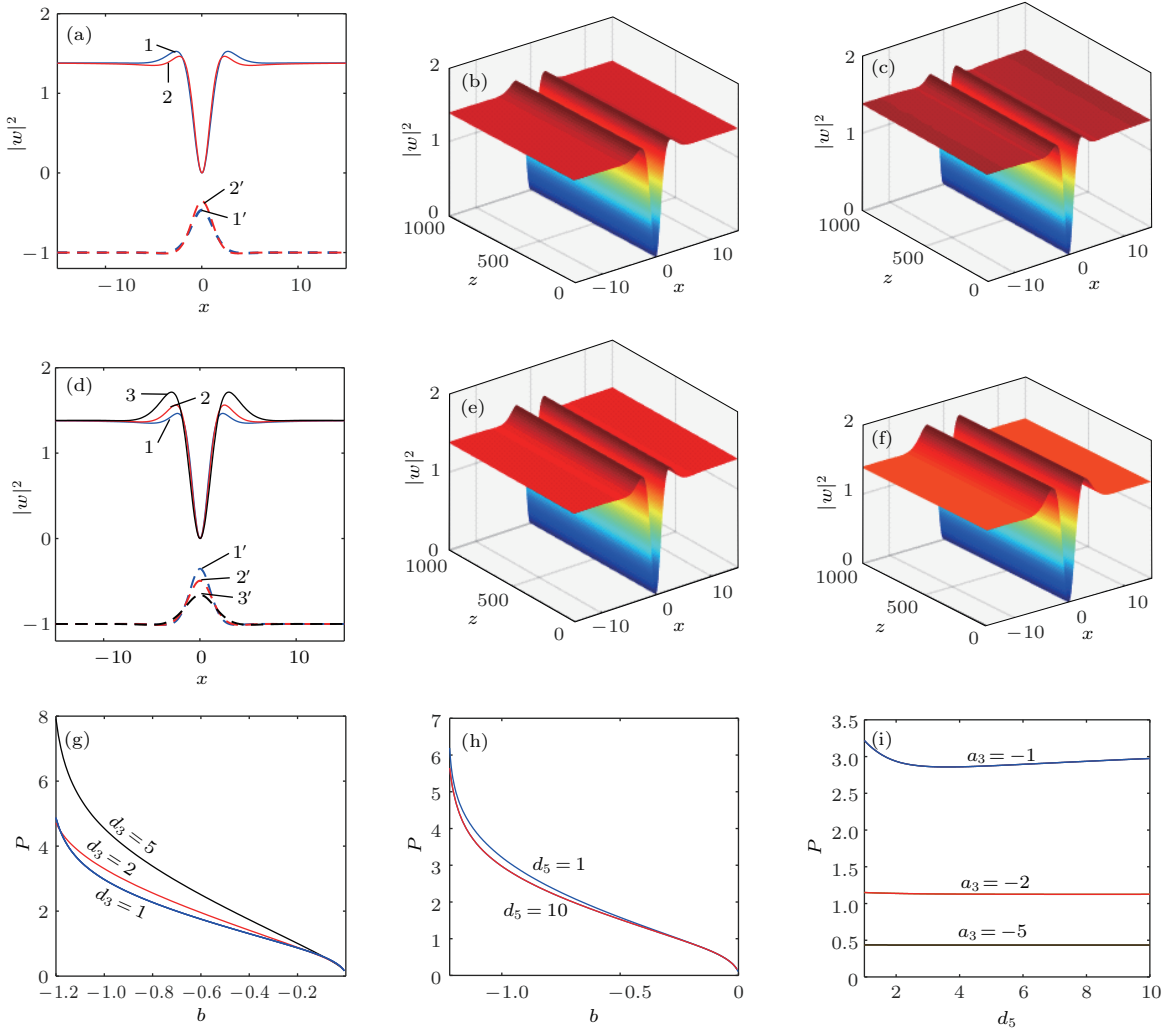 (a)
2
1
0
−1
|w|²
1
2
2′
1′
−10
0
10
x
(b)
2
1
0
|w|²
1000
500
0
z
−10
0
10
x
(c)
2
1
0
|w|²
1000
500
0
z
−10
0
10
x
(d)
2
1
0
−1
|w|²
3
2
1
1′
2′
3′
−10
0
10
x
(e)
2
1
0
|w|²
1000
500
0
z
−10
0
10
x
(f)
2
1
0
|w|²
1000
500
0
z
−10
0
10
x
(g)
8
6
4
2
0
P
d₃ = 5
d₃ = 2
d₃ = 1
−1.2
−1.0
−0.8
−0.6
−0.4
−0.2
b
(h)
7
6
5
4
3
2
1
0
P
d₅ = 1
d₅ = 10
−1.0
−0.5
0
b
(i)
3.5
3.0
2.5
2.0
1.5
1.0
0.5
0
P
a₃ = −1
a₃ = −2
a₃ = −5
2
4
6
8
10
d₅